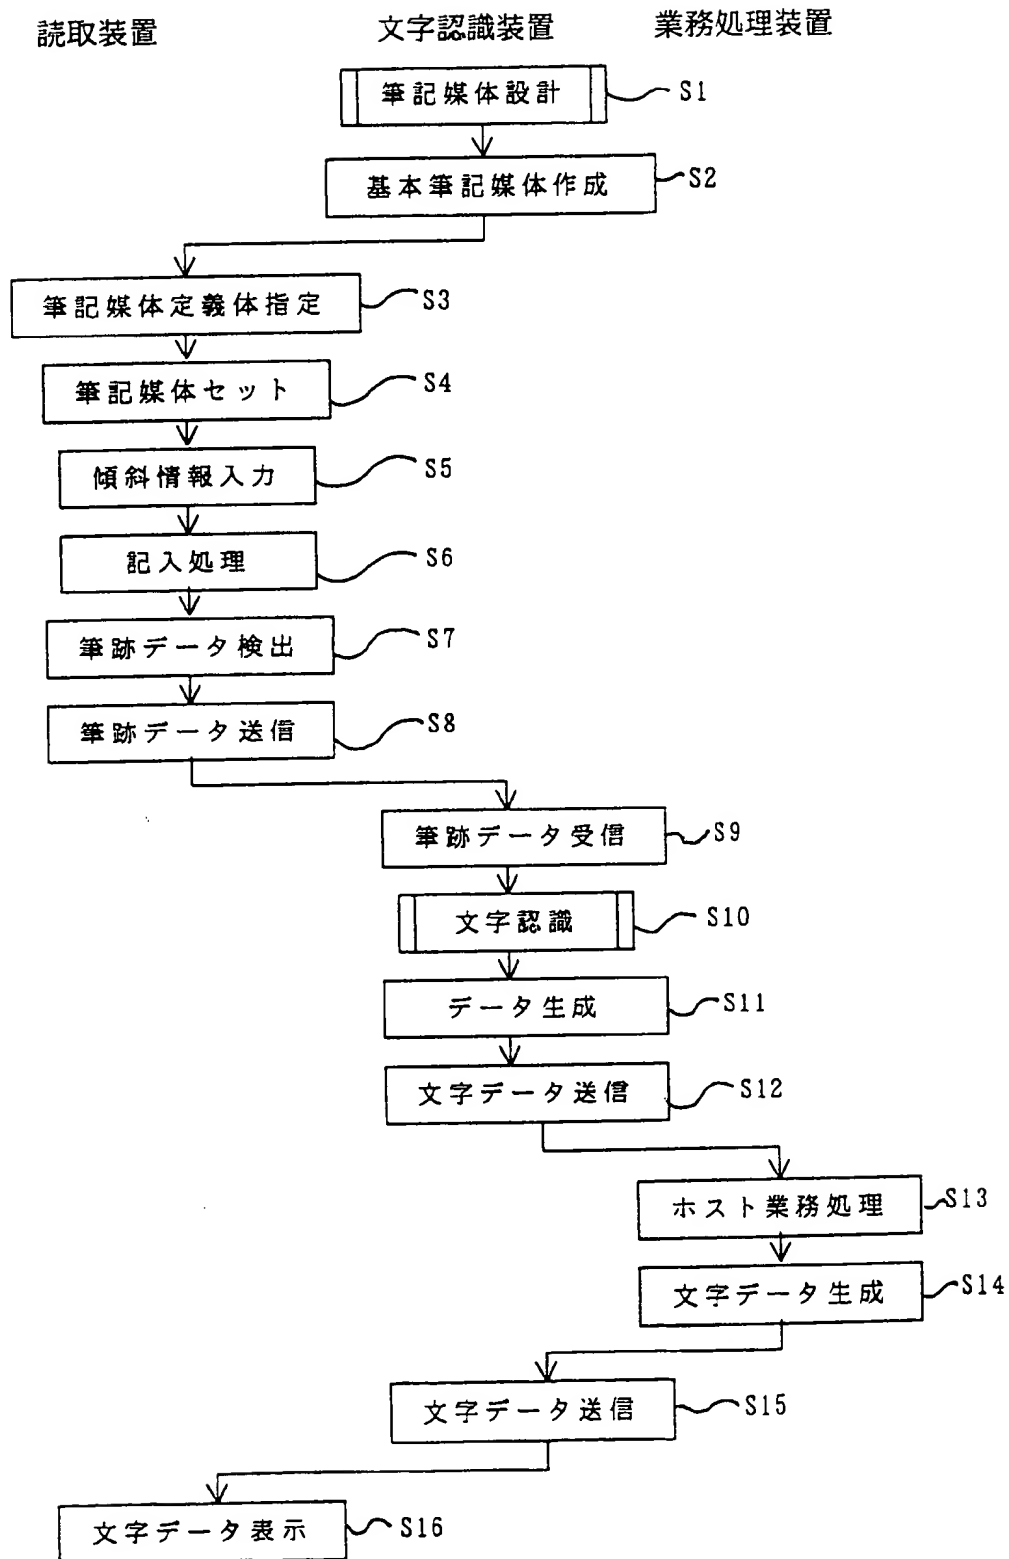 読取装置 文字認識装置 業務処理装置
筆記媒体設計 S1
基本筆記媒体作成 S2
筆記媒体定義体指定 S3
筆記媒体セット S4
傾斜情報入力 S5
記入処理 S6
筆跡データ検出 S7
筆跡データ送信 S8
筆跡データ受信 S9
文字認識 S10
データ生成 S11
文字データ送信 S12
ホスト業務処理 S13
文字データ生成 S14
文字データ送信 S15
文字データ表示 S16